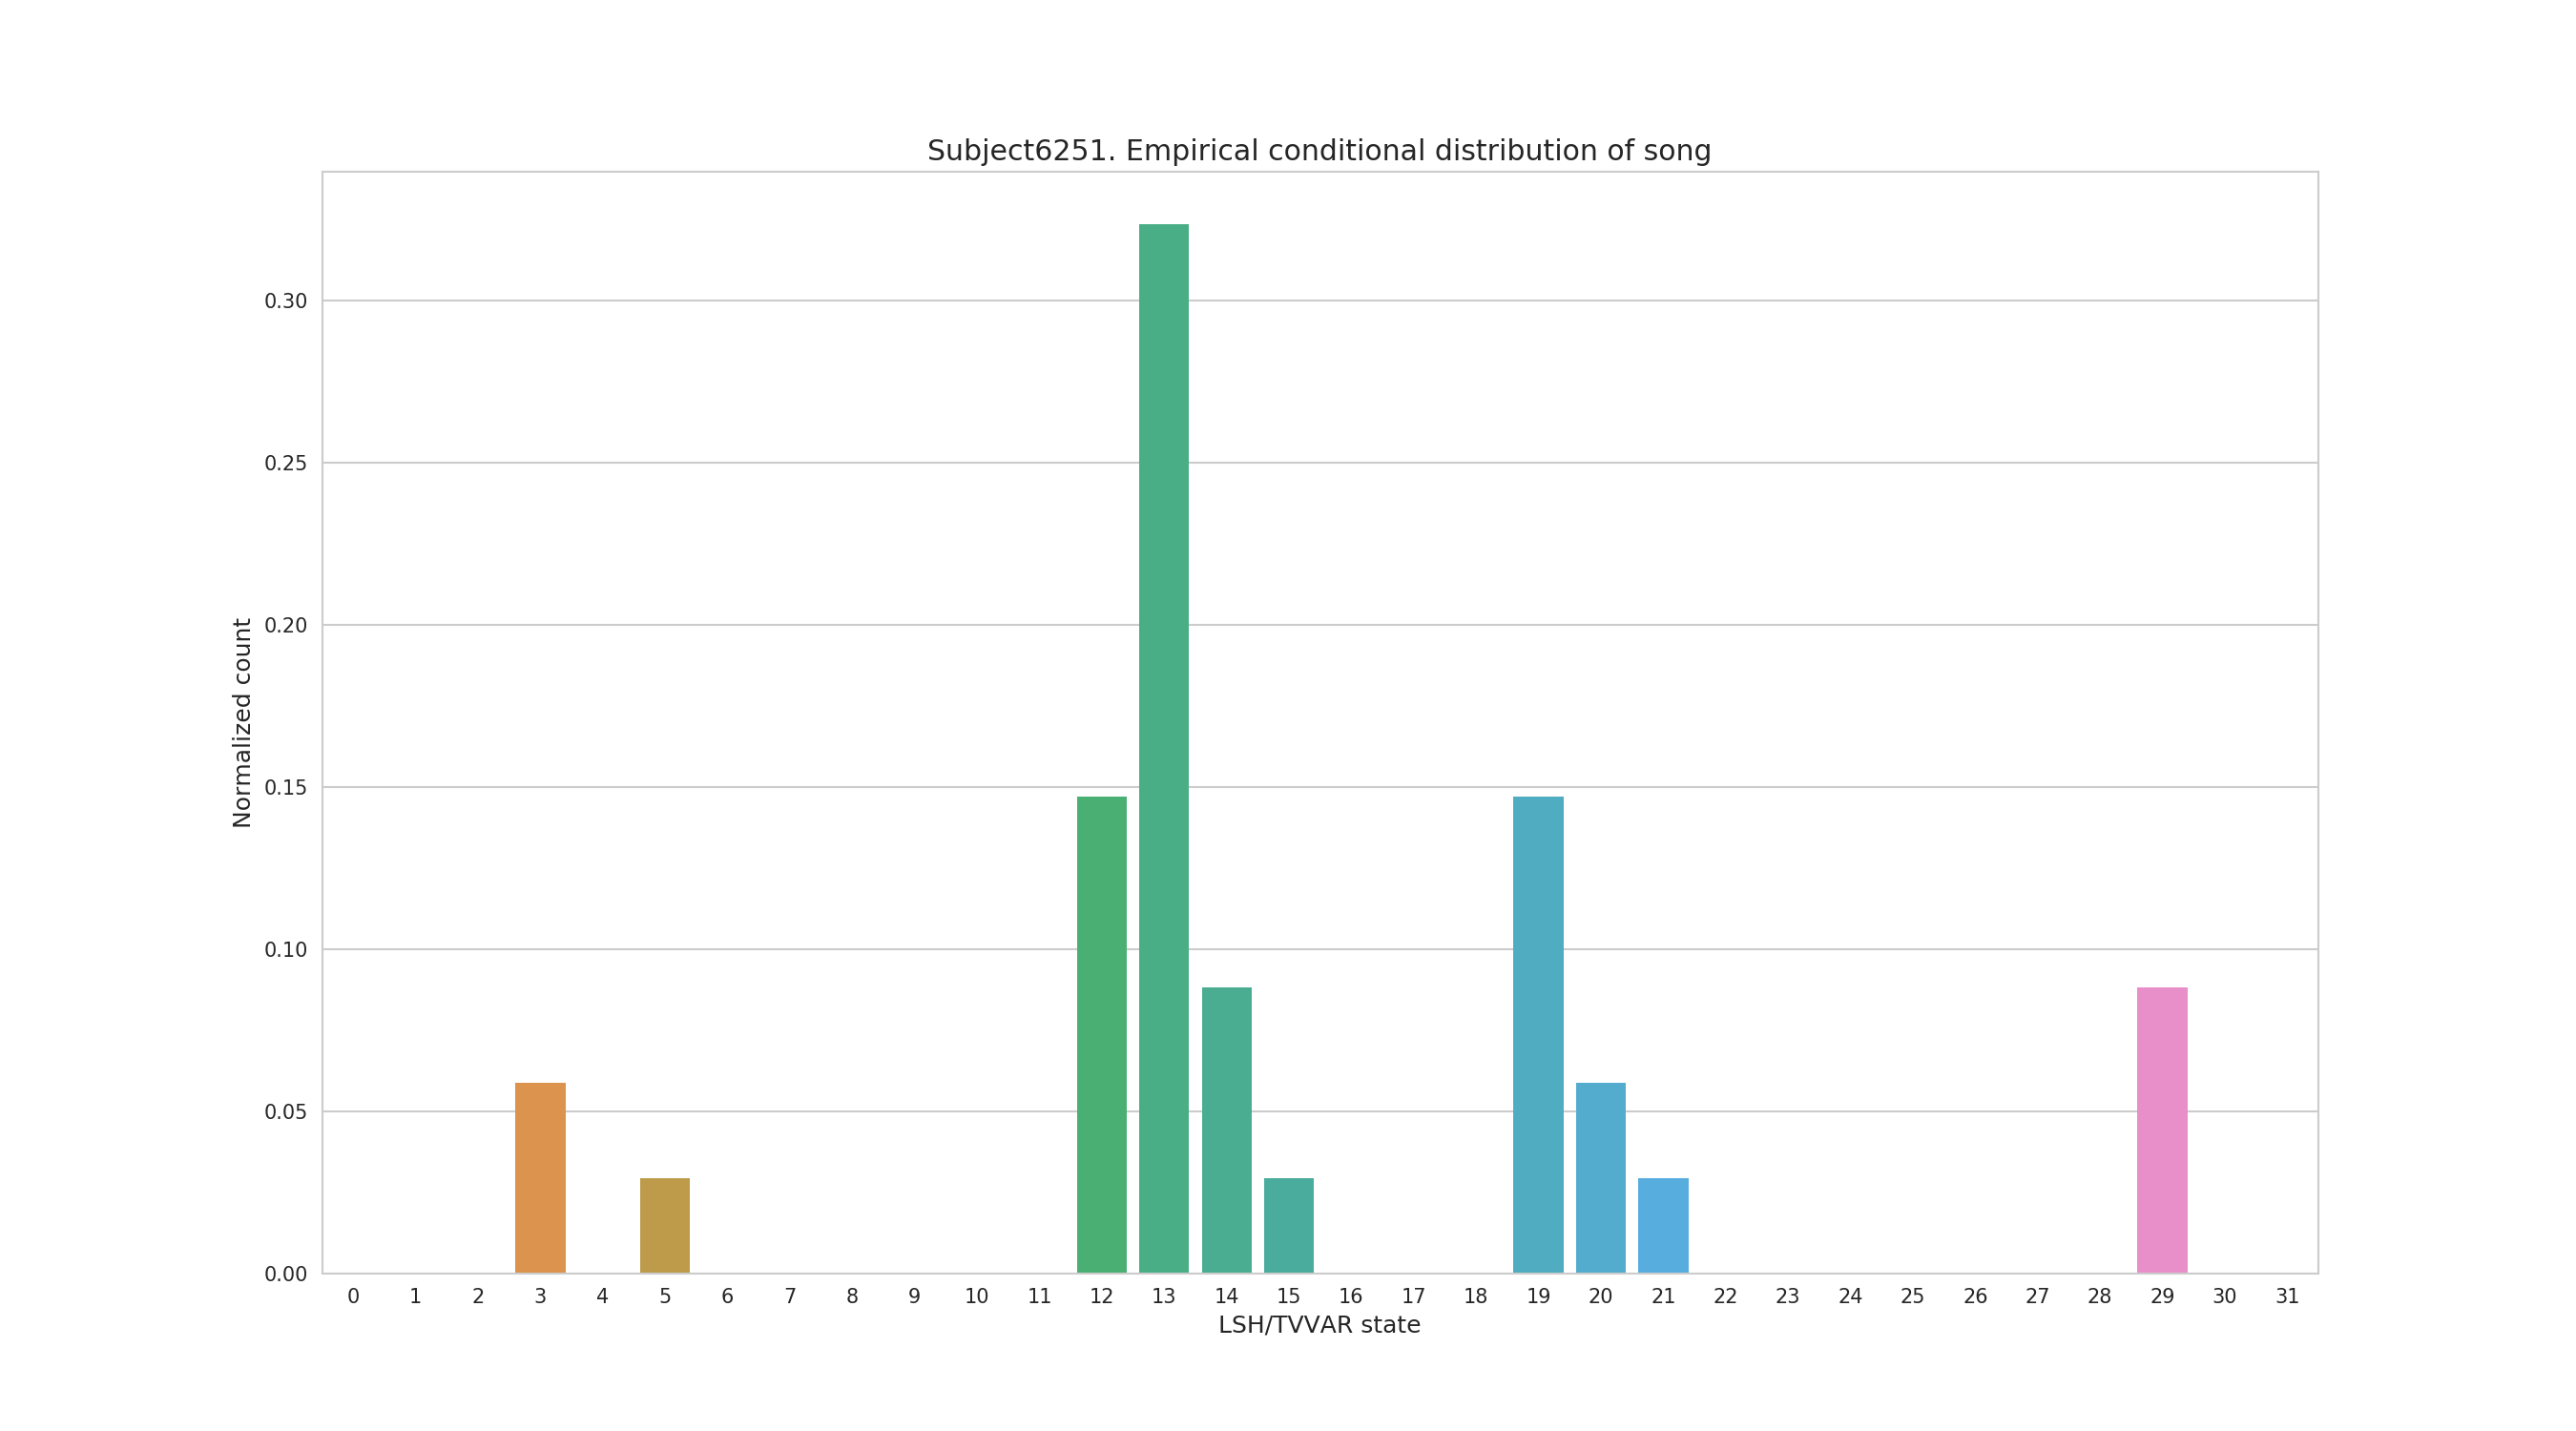 Subject6251. Empirical conditional distribution of song
Normalized count
0.30
0.25
0.20
0.15
0.10
0.05
0.00
0 1 2 3 4 5 6 7 8 9 10 11 12 13 14 15 16 17 18 19 20 21 22 23 24 25 26 27 28 29 30 31
LSH/TVVAR state